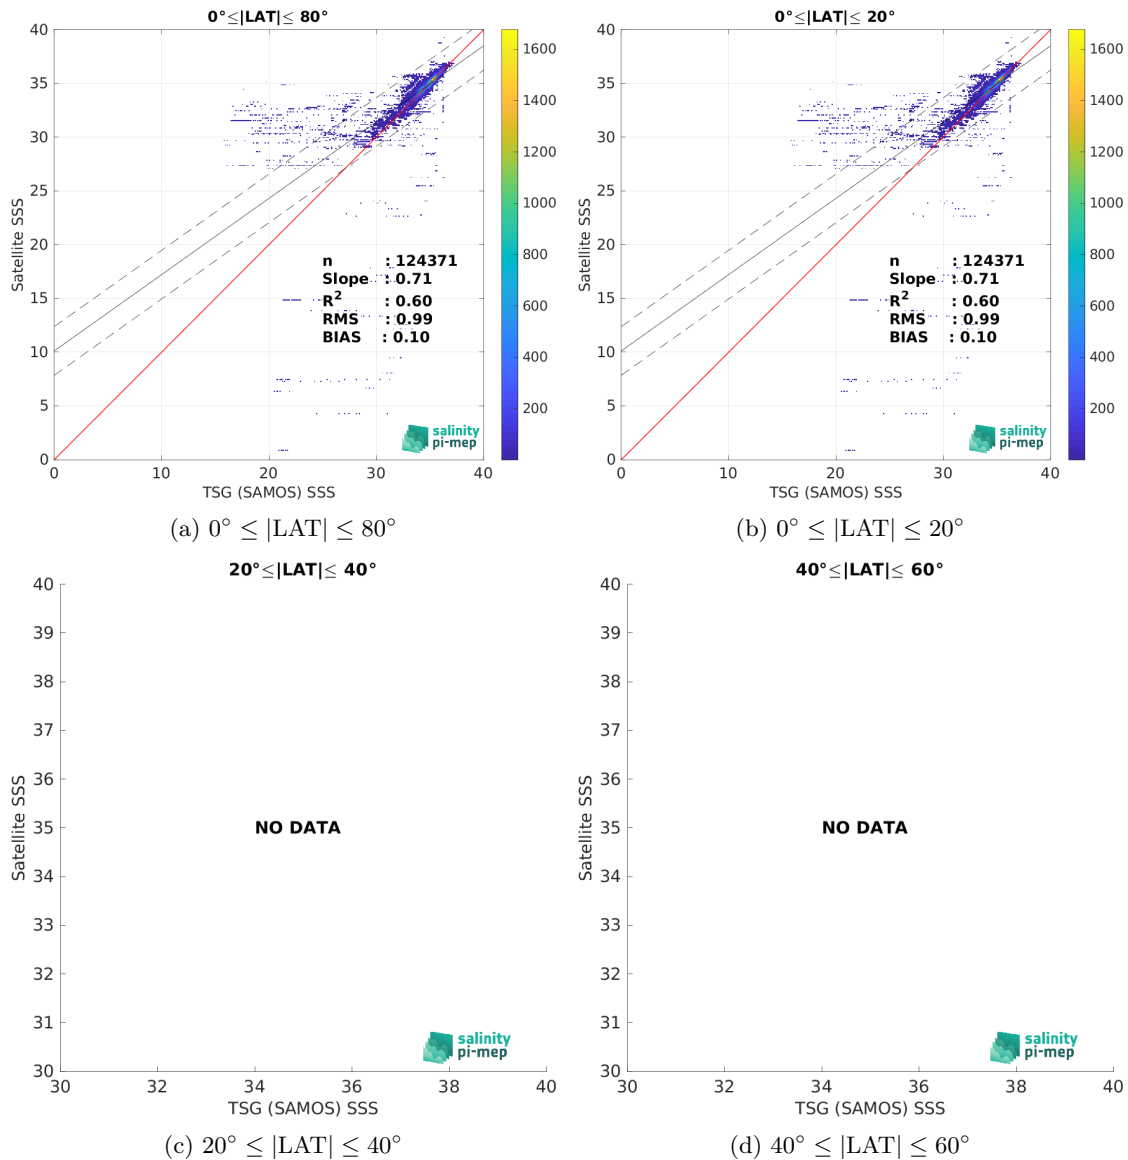 0°≤|LAT|≤ 80°
Satellite SSS
40
35
30
25
20
15
10
5
0
0 10 20 30 40
TSG (SAMOS) SSS
n : 124371
Slope : 0.71
R² : 0.60
RMS : 0.99
BIAS : 0.10
salinity
pi-mep
1600
1400
1200
1000
800
600
400
200
(a) 0° ≤ |LAT| ≤ 80°
0°≤|LAT|≤ 20°
Satellite SSS
40
35
30
25
20
15
10
5
0
0 10 20 30 40
TSG (SAMOS) SSS
n : 124371
Slope : 0.71
R² : 0.60
RMS : 0.99
BIAS : 0.10
salinity
pi-mep
1600
1400
1200
1000
800
600
400
200
(b) 0° ≤ |LAT| ≤ 20°
20°≤|LAT|≤ 40°
Satellite SSS
40
39
38
37
36
35
34
33
32
31
30
NO DATA
salinity
pi-mep
30 32 34 36 38 40
TSG (SAMOS) SSS
(c) 20° ≤ |LAT| ≤ 40°
40°≤|LAT|≤ 60°
Satellite SSS
40
39
38
37
36
35
34
33
32
31
30
NO DATA
salinity
pi-mep
30 32 34 36 38 40
TSG (SAMOS) SSS
(d) 40° ≤ |LAT| ≤ 60°